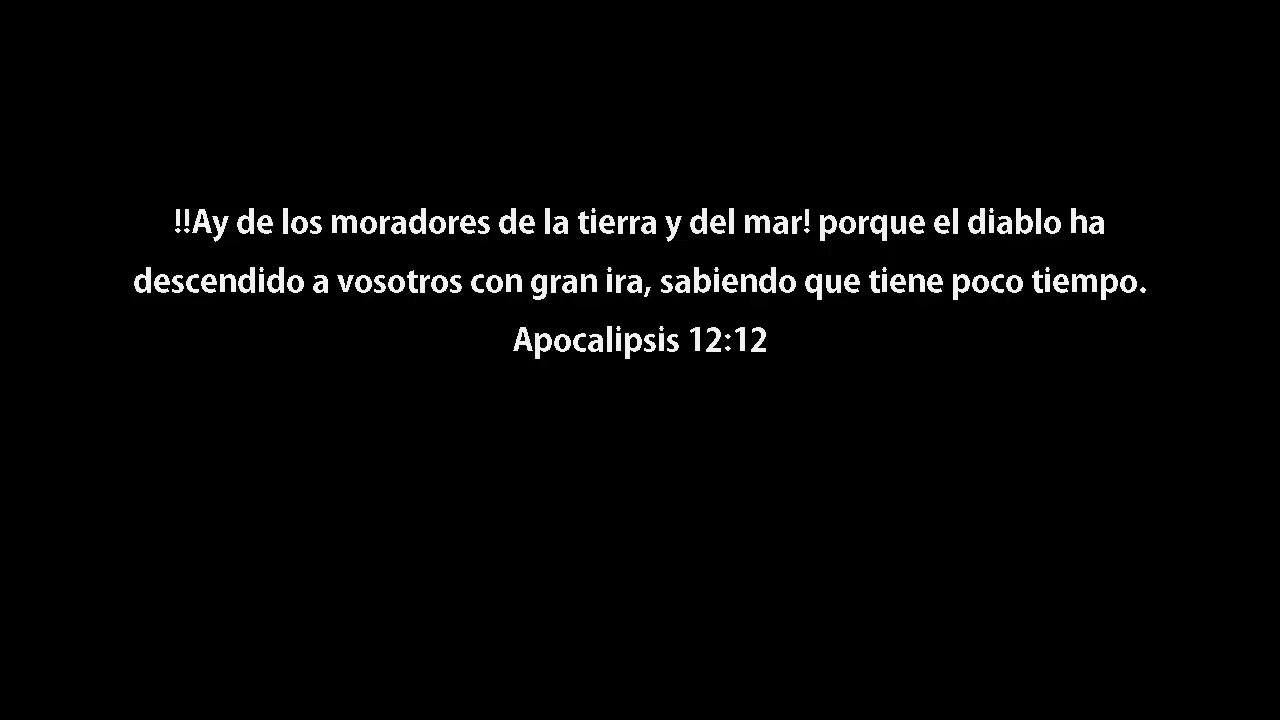 !!Ay de los moradores de la tierra y del mar! porque el diablo ha
descendido a vosotros con gran ira, sabiendo que tiene poco tiempo.
Apocalipsis 12:12